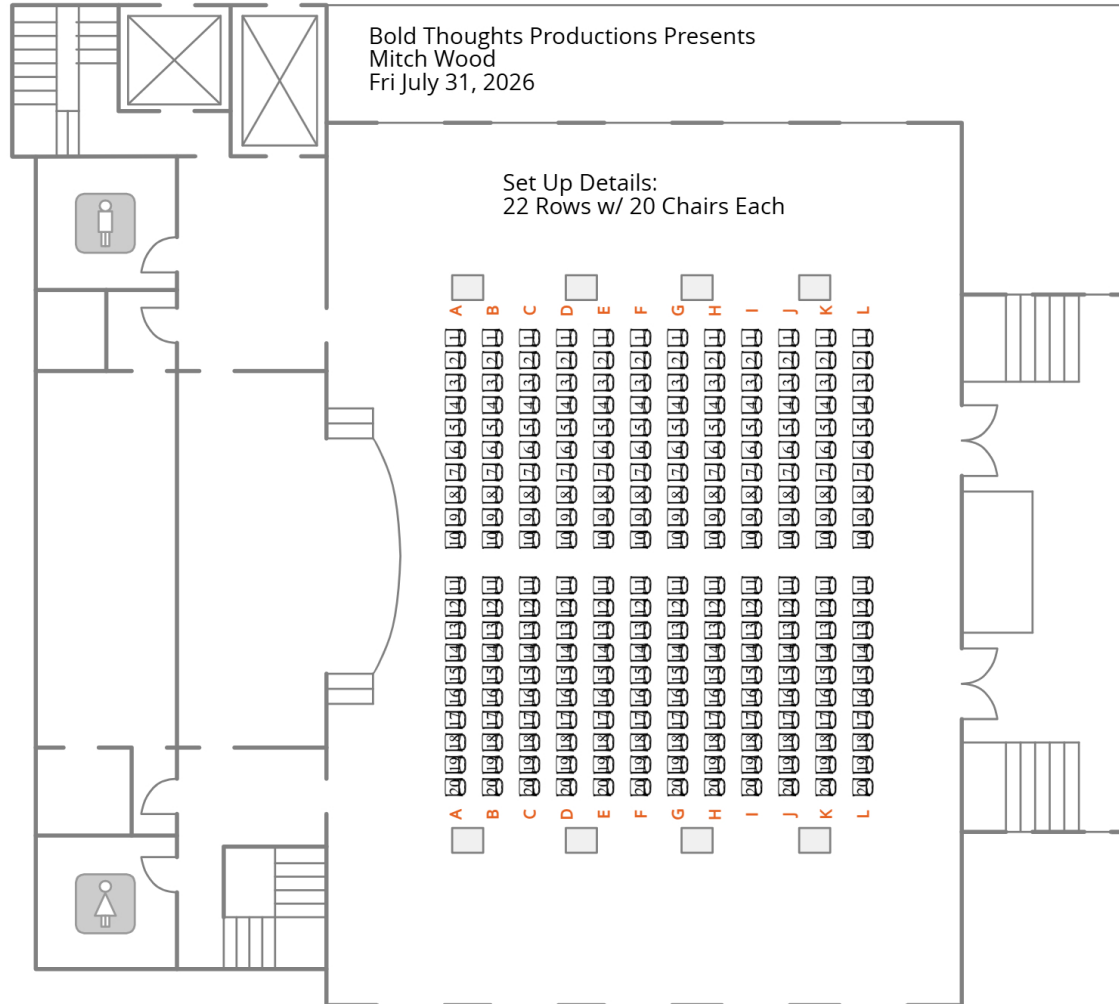 Bold Thoughts Productions Presents
Mitch Wood
Fri July 31, 2026
Set Up Details:
22 Rows w/ 20 Chairs Each
A B C D E F G H I J K L
1 1 1 1 1 1 1 1 1 1 1 1
2 2 2 2 2 2 2 2 2 2 2 2
3 3 3 3 3 3 3 3 3 3 3 3
4 4 4 4 4 4 4 4 4 4 4 4
5 5 5 5 5 5 5 5 5 5 5 5
6 6 6 6 6 6 6 6 6 6 6 6
7 7 7 7 7 7 7 7 7 7 7 7
8 8 8 8 8 8 8 8 8 8 8 8
9 9 9 9 9 9 9 9 9 9 9 9
10 10 10 10 10 10 10 10 10 10 10 10
11 11 11 11 11 11 11 11 11 11 11 11
12 12 12 12 12 12 12 12 12 12 12 12
13 13 13 13 13 13 13 13 13 13 13 13
14 14 14 14 14 14 14 14 14 14 14 14
15 15 15 15 15 15 15 15 15 15 15 15
16 16 16 16 16 16 16 16 16 16 16 16
17 17 17 17 17 17 17 17 17 17 17 17
18 18 18 18 18 18 18 18 18 18 18 18
19 19 19 19 19 19 19 19 19 19 19 19
20 20 20 20 20 20 20 20 20 20 20 20
A B C D E F G H I J K L